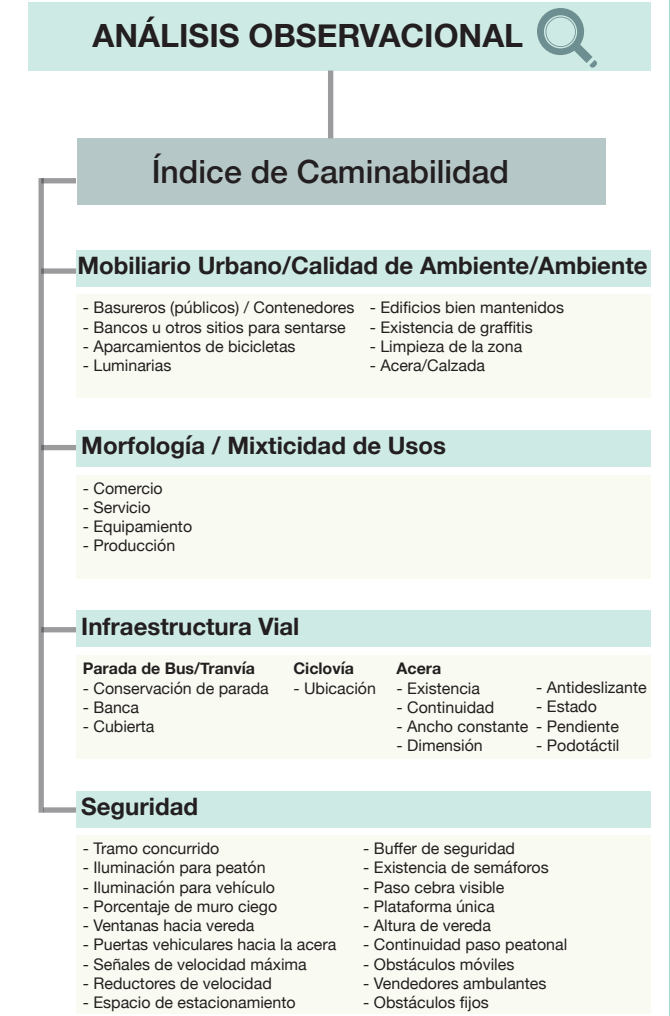 ANÁLISIS OBSERVACIONAL
Índice de Caminabilidad
Mobiliario Urbano/Calidad de Ambiente/Ambiente
- Basureros (públicos) / Contenedores
- Bancos u otros sitios para sentarse
- Aparcamientos de bicicletas
- Luminarias
- Edificios bien mantenidos
- Existencia de graffitis
- Limpieza de la zona
- Acera/Calzada
Morfología / Mixticidad de Usos
- Comercio
- Servicio
- Equipamiento
- Producción
Infraestructura Vial
Parada de Bus/Tranvía
- Conservación de parada
- Banca
- Cubierta
Ciclovía
- Ubicación
Acera
- Existencia
- Continuidad
- Ancho constante
- Dimensión
- Antideslizante
- Estado
- Pendiente
- Podotáctil
Seguridad
- Tramo concurrido
- Iluminación para peatón
- Iluminación para vehículo
- Porcentaje de muro ciego
- Ventanas hacia vereda
- Puertas vehiculares hacia la acera
- Señales de velocidad máxima
- Reductores de velocidad
- Espacio de estacionamiento
- Buffer de seguridad
- Existencia de semáforos
- Paso cebra visible
- Plataforma única
- Altura de vereda
- Continuidad paso peatonal
- Obstáculos móviles
- Vendedores ambulantes
- Obstáculos fijos